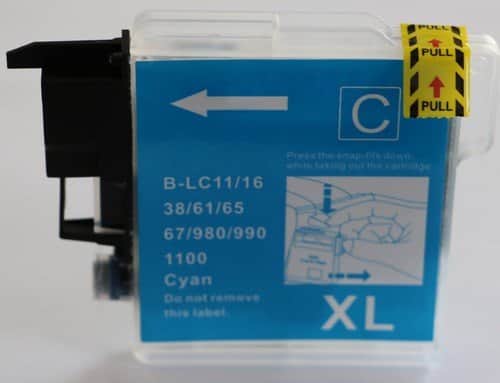 PULL
PULL
C
Press the snap-fits down
while taking out the cartridge.
B-LC11/16
38/61/65
67/980/990
1100
Cyan
Do not remove
this label.
XL